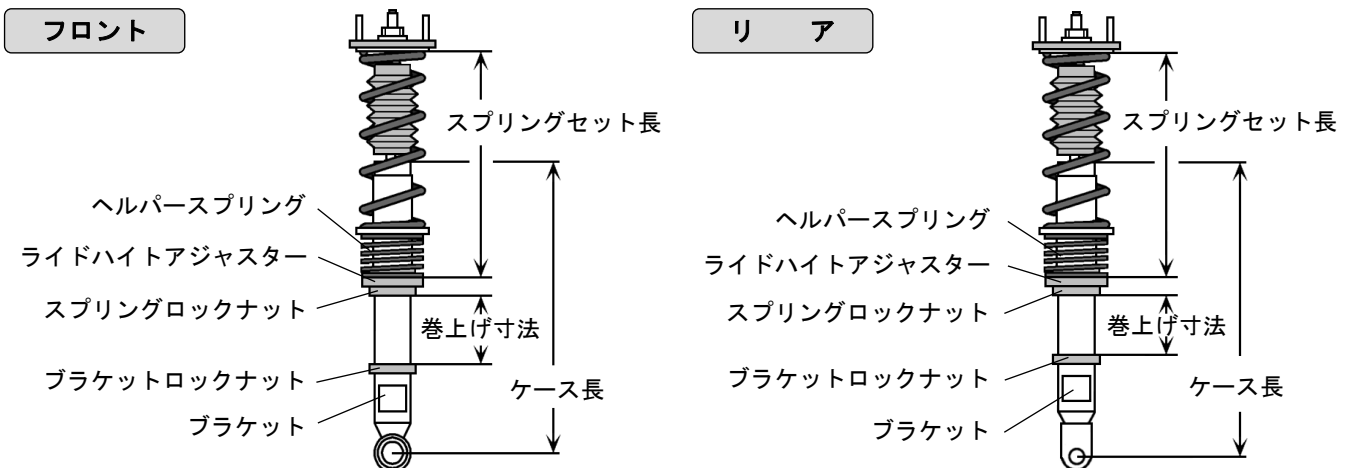 フロント
スプリングセット長
ヘルパースプリング
ライドハイトアジャスター
スプリングロックナット
巻上げ寸法
ブラケットロックナット
ケース長
ブラケット
リ　ア
スプリングセット長
ヘルパースプリング
ライドハイトアジャスター
スプリングロックナット
巻上げ寸法
ブラケットロックナット
ケース長
ブラケット